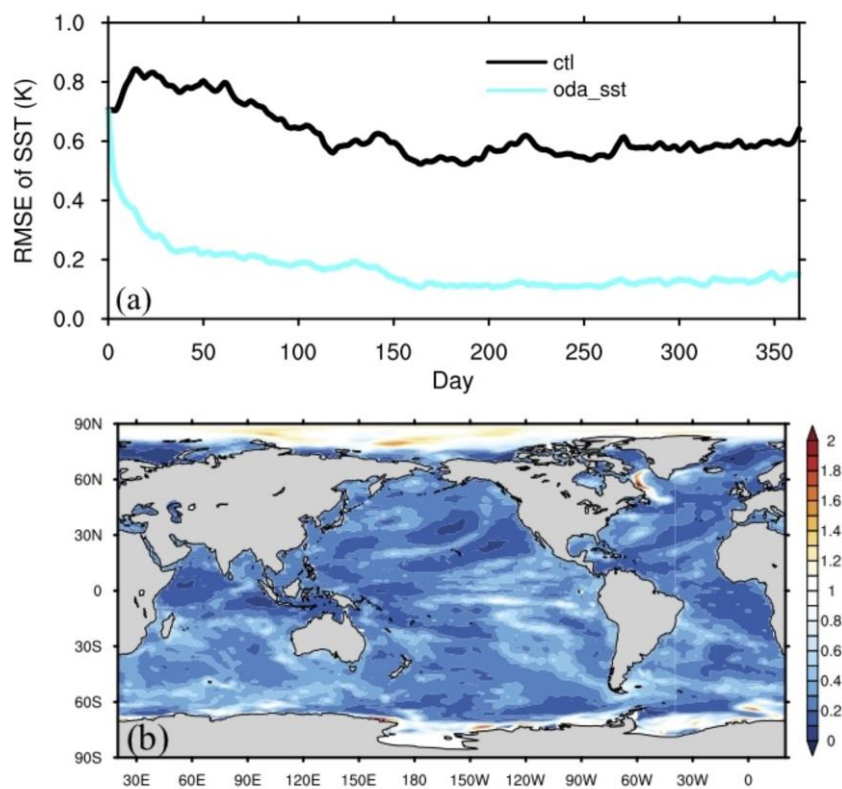 1.0
0.8
0.6
0.4
0.2
0.0
RMSE of SST (K)
ctl
oda_sst
(a)
0 50 100 150 200 250 300 350
Day
90N
60N
30N
0
30S
60S
90S
(b)
30E 60E 90E 120E 150E 180 150W 120W 90W 60W 30W 0
2
1.8
1.6
1.4
1.2
1
0.8
0.6
0.4
0.2
0